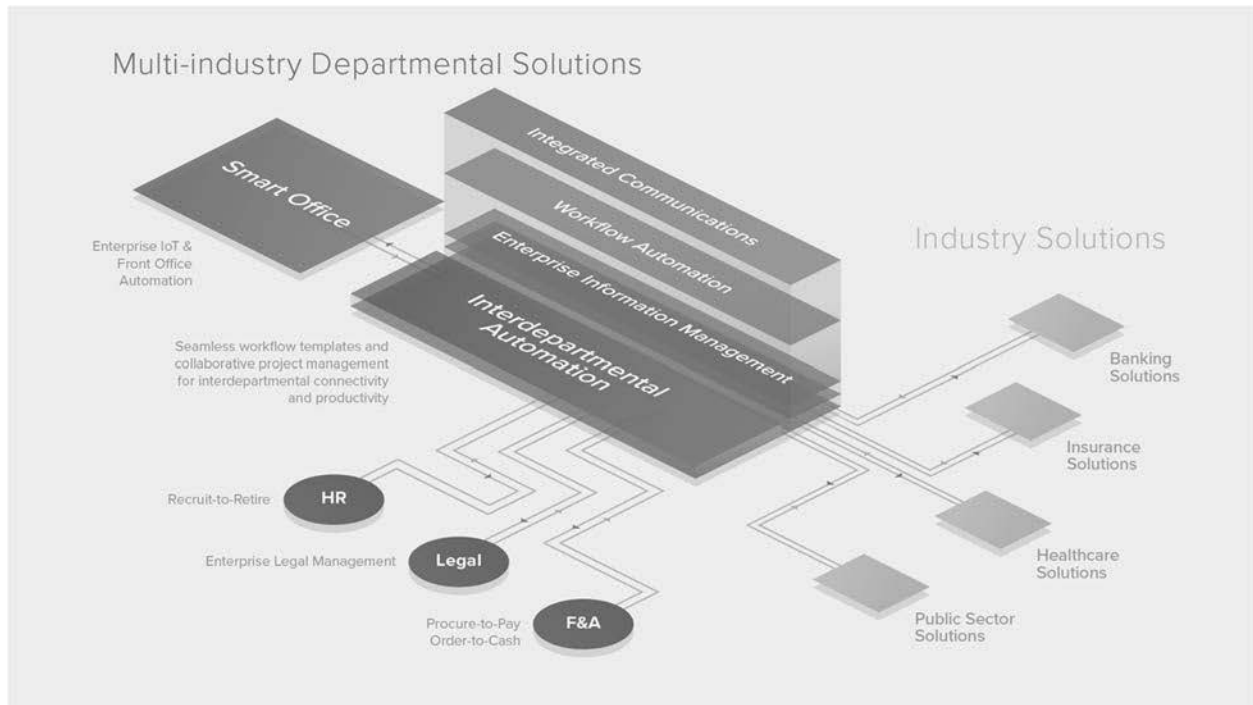 Multi-industry Departmental Solutions
Integrated Communications
Smart Office
Workflow Automation
Industry Solutions
Enterprise IoT &
Front Office
Automation
Enterprise Information Management
Interdepartmental
Automation
Seamless workflow templates and
collaborative project management
for interdepartmental connectivity
and productivity
Banking
Solutions
Insurance
Solutions
Recruit-to-Retire
HR
Enterprise Legal Management
Legal
Healthcare
Solutions
Procure-to-Pay
Order-to-Cash
F&A
Public Sector
Solutions